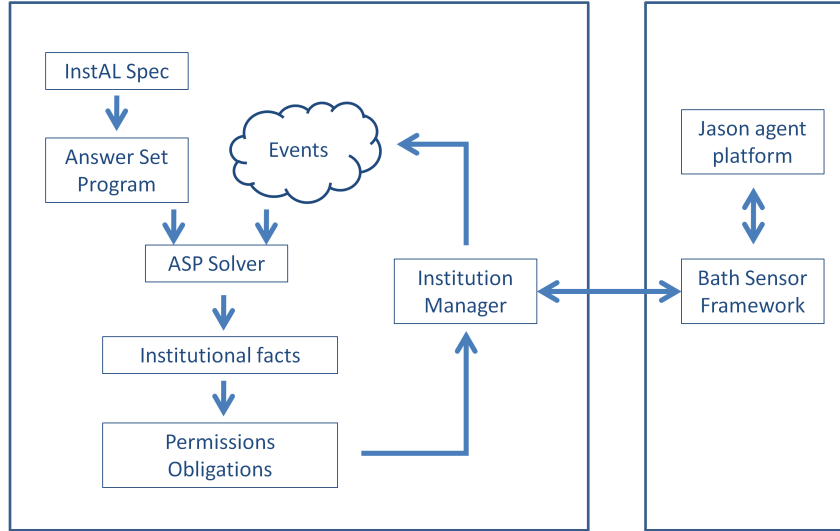 InstAL Spec
Answer Set
Program
Events
ASP Solver
Institutional facts
Permissions
Obligations
Institution
Manager
Jason agent
platform
Bath Sensor
Framework